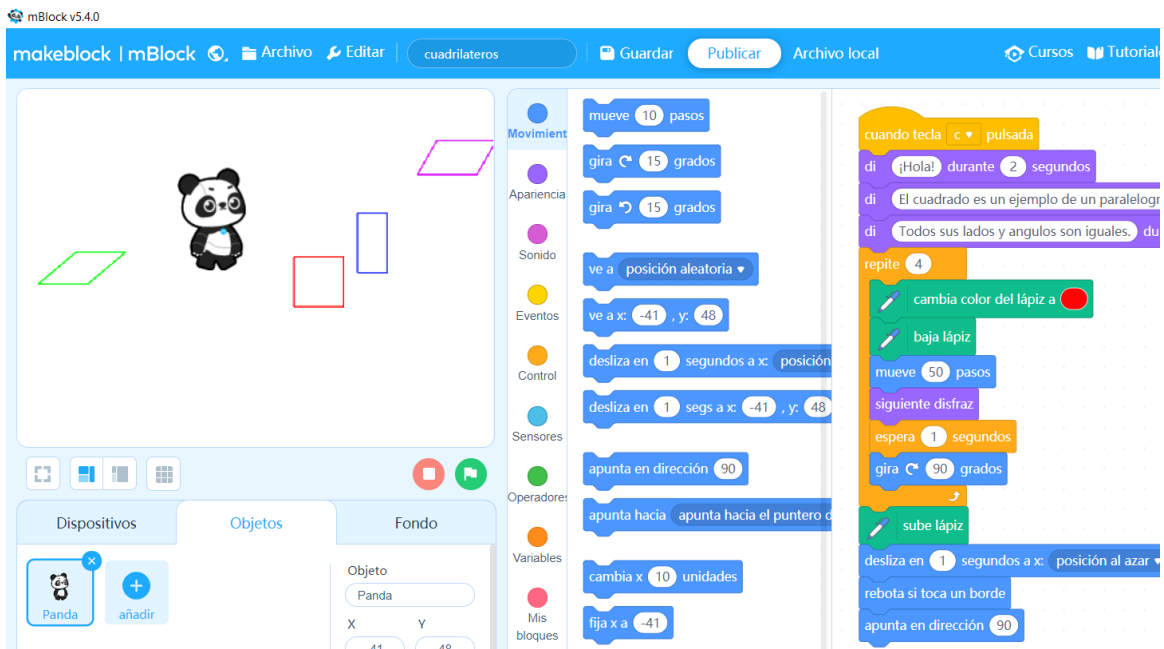 mBlock v5.4.0
makeblock | mBlock Archivo Editar cuadrilateros Guardar Publicar Archivo local Cursos Tutoriale
Movimient
Apariencia
Sonido
Eventos
Control
Sensores
Operadores
Variables
Mis
bloques
mueve 10 pasos
gira 15 grados
gira 15 grados
ve a posición aleatoria
ve a x: -41 , y: 48
desliza en 1 segundos a x: posición
desliza en 1 segs a x: -41 , y: 48
apunta en dirección 90
apunta hacia apunta hacia el puntero d
cambia x 10 unidades
fija x a -41
cuando tecla c pulsada
di ¡Hola! durante 2 segundos
di El cuadrado es un ejemplo de un paralelogr
di Todos sus lados y angulos son iguales. du
repite 4
cambia color del lápiz a
baja lápiz
mueve 50 pasos
siguiente disfraz
espera 1 segundos
gira 90 grados
sube lápiz
desliza en 1 segundos a x: posición al azar
rebota si toca un borde
apunta en dirección 90
Dispositivos Objetos Fondo
Panda
añadir
Objeto
Panda
X Y
-41 48